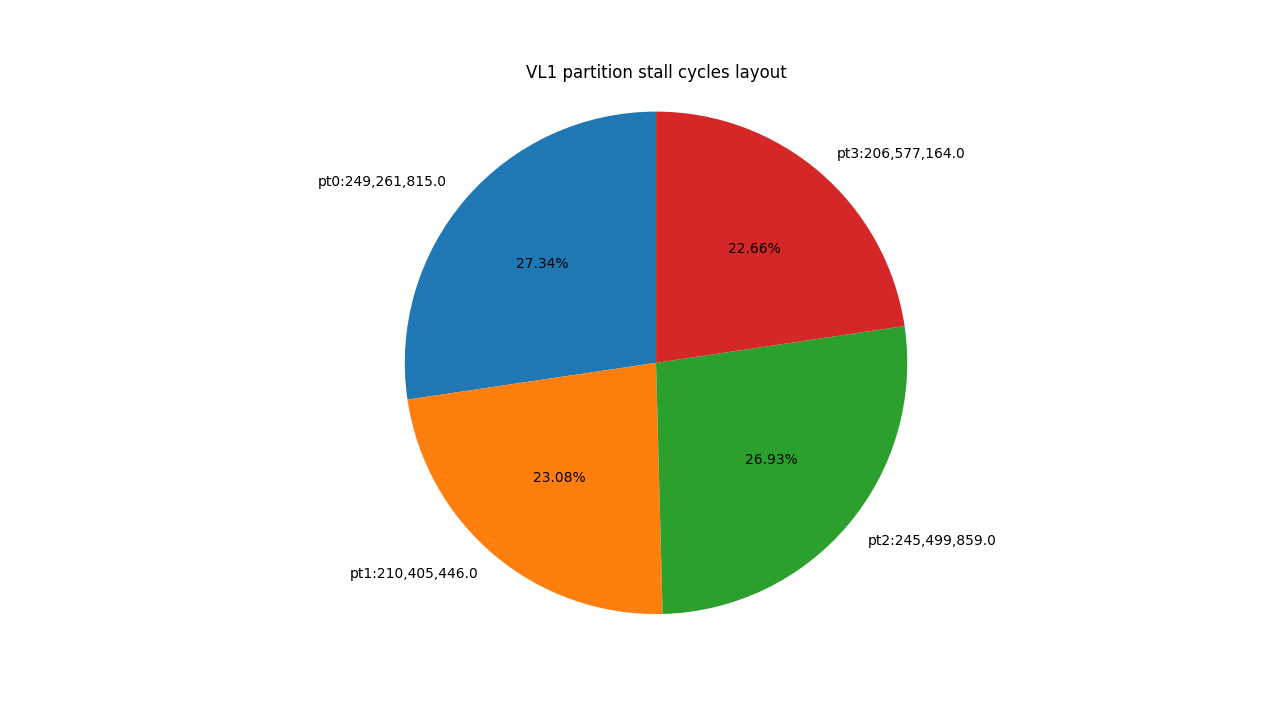 VL1 partition stall cycles layout
pt3:206,577,164.0
pt0:249,261,815.0
22.66%
27.34%
26.93%
23.08%
pt2:245,499,859.0
pt1:210,405,446.0